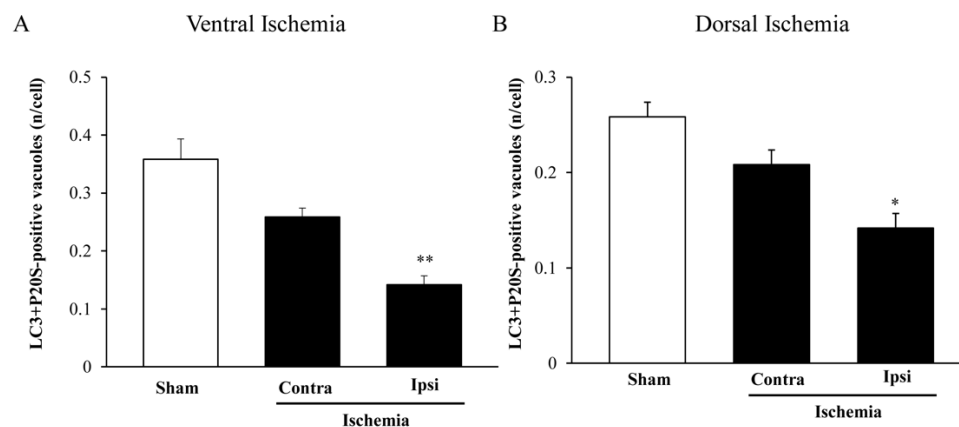 A
Ventral Ischemia
LC3+P20S-positive vacuoles (n/cell)
0.5
0.4
0.3
0.2
0.1
0
**
Sham
Contra
Ipsi
Ischemia
B
Dorsal Ischemia
LC3+P20S-positive vacuoles (n/cell)
0.3
0.2
0.1
0
*
Sham
Contra
Ipsi
Ischemia